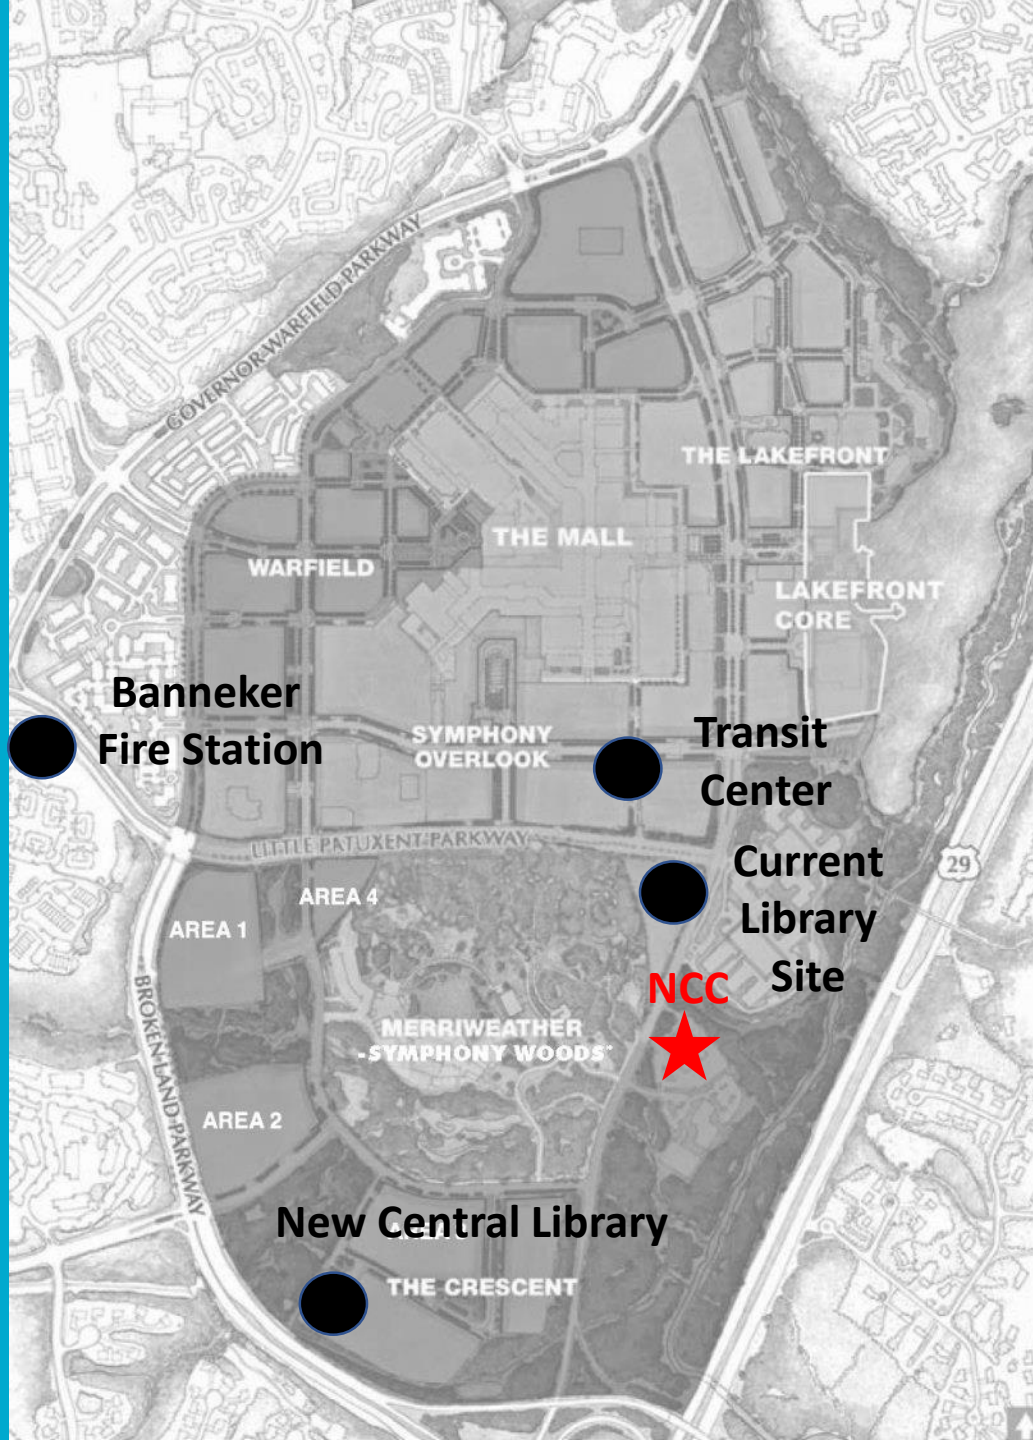 GOVERNOR WARFIELD PARKWAY
THE LAKEFRONT
THE MALL
WARFIELD
LAKEFRONT
CORE
Banneker
Fire Station
SYMPHONY
OVERLOOK
Transit
Center
LITTLE PATUXENT PARKWAY
Current
Library
Site
29
AREA 4
AREA 1
NCC
BROKEN LAND PARKWAY
MERRIWEATHER
-SYMPHONY WOODS*
AREA 2
New Central Library
THE CRESCENT